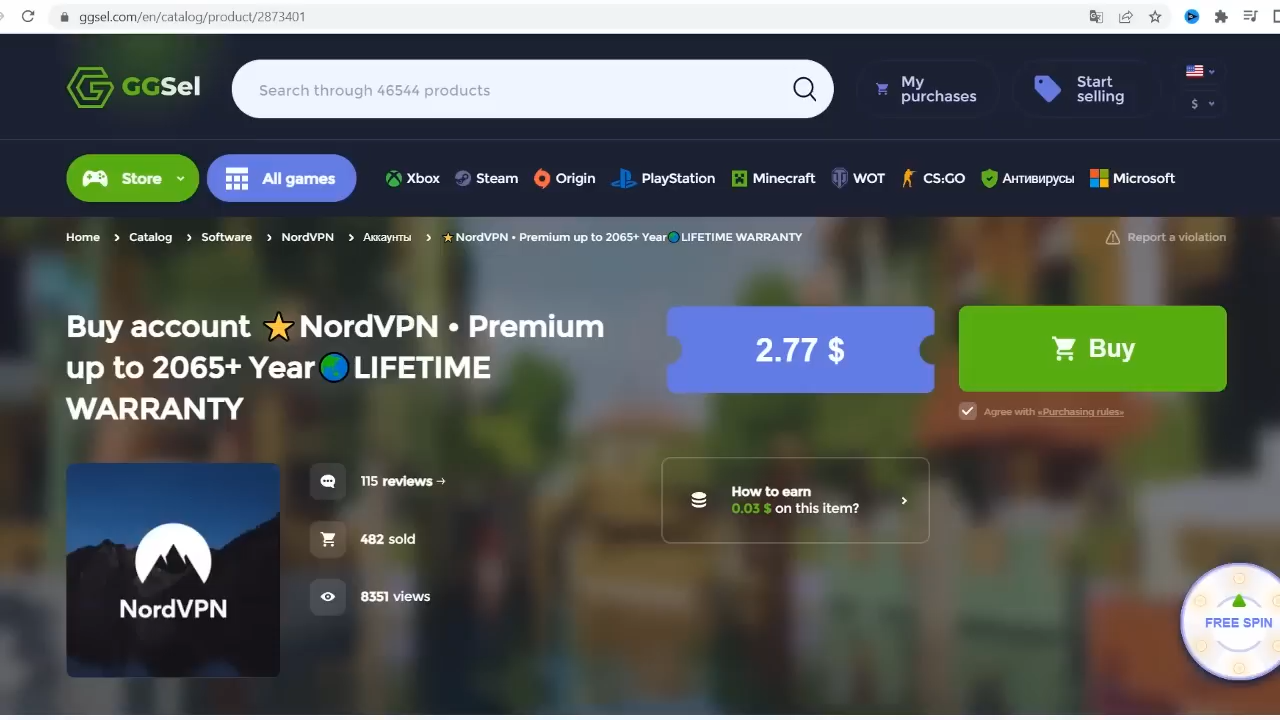 ggsel.com/en/catalog/product/2873401
GGSel
Search through 46544 products
My
purchases
Start
selling
$
Store
All games
Xbox
Steam
Origin
PlayStation
Minecraft
WOT
CS:GO
Антивирусы
Microsoft
Home > Catalog > Software > NordVPN > Аккаунты > ⭐NordVPN • Premium up to 2065+ Year🌏LIFETIME WARRANTY
Report a violation
Buy account ⭐NordVPN • Premium
up to 2065+ Year🌏LIFETIME
WARRANTY
2.77 $
Buy
Agree with «Purchasing rules»
NordVPN
115 reviews →
482 sold
8351 views
How to earn
0.03 $ on this item?
FREE SPIN